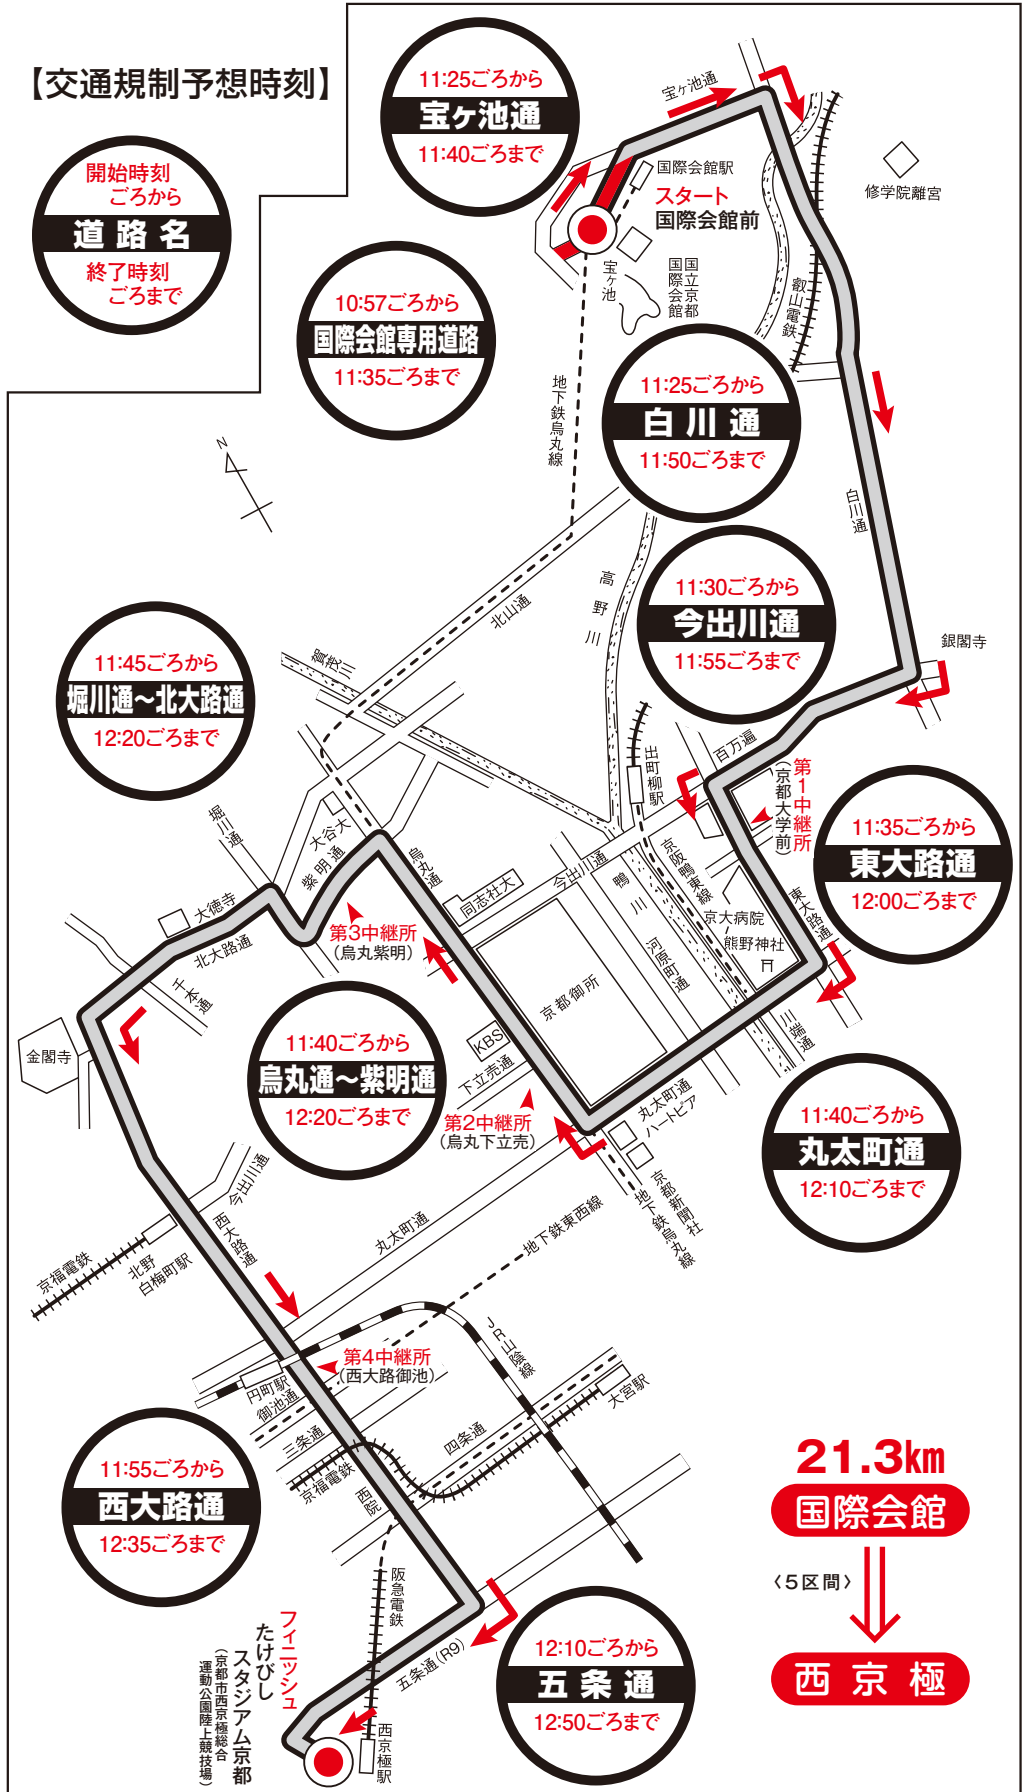 【交通規制予想時刻】
開始時刻
ごろから
道路名
終了時刻
ごろまで
11:25ごろから
宝ヶ池通
11:40ごろまで
宝ヶ池通
国際会館駅
スタート
国際会館前
修学院離宮
宝ヶ池
国立京都
国際会館
叡山電鉄
10:57ごろから
国際会館専用道路
11:35ごろまで
地下鉄烏丸線
11:25ごろから
白川通
11:50ごろまで
白川通
N
北山通
高野川
賀茂川
11:30ごろから
今出川通
11:55ごろまで
銀閣寺
11:45ごろから
堀川通～北大路通
12:20ごろまで
出町柳駅
百万遍
第1中継所
(京都大学前)
11:35ごろから
東大路通
12:00ごろまで
堀川通
大谷大
紫明通
烏丸通
今出川通
同志社大
鴨川
京阪鴨東線
京大病院
熊野神社
東大路通
大徳寺
北大路通
千本通
第3中継所
(烏丸紫明)
河原町通
京都御所
川端通
金閣寺
11:40ごろから
烏丸通～紫明通
12:20ごろまで
KBS
下立売通
第2中継所
(烏丸下立売)
丸太町通
ハートピア
京都新聞社
地下鉄烏丸線
11:40ごろから
丸太町通
12:10ごろまで
今出川通
西大路通
丸太町通
地下鉄東西線
京福電鉄
北野
白梅町駅
JR山陰線
第4中継所
(西大路御池)
円町駅
御池通
三条通
京福電鉄
西院
四条通
大宮駅
11:55ごろから
西大路通
12:35ごろまで
21.3km
国際会館
〈5区間〉
西京極
阪急電鉄
五条通(R9)
12:10ごろから
五条通
12:50ごろまで
フィニッシュ
たけびし
スタジアム京都
(京都市西京極総合
運動公園陸上競技場)
西京極駅